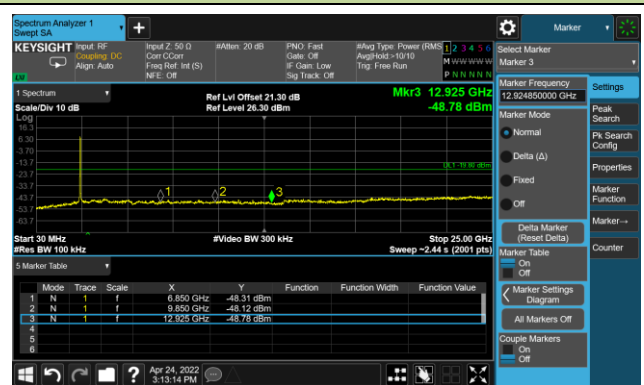 Spectrum Analyzer 1
Swept SA
+
Marker
KEYSIGHT
Input: RF
Coupling: DC
Align: Auto
Input Z: 50 Ω
Corr CCorr
Freq Ref: Int (S)
NFE: Off
#Atten: 20 dB
PNO: Fast
Gate: Off
IF Gain: Low
Sig Track: Off
#Avg Type: Power (RMS
Avg|Hold:>10/10
Trig: Free Run
1 2 3 4 5 6
M W W W W W
P N N N N N
LXI
Select Marker
Marker 3
1 Spectrum
Scale/Div 10 dB
Ref Lvl Offset 21.30 dB
Ref Level 26.30 dBm
Mkr3 12.925 GHz
-48.78 dBm
Log
16.3
6.30
-3.70
-13.7
-23.7
-33.7
-43.7
-53.7
-63.7
DL1 -19.80 dBm
1
2
3
Start 30 MHz
#Res BW 100 kHz
#Video BW 300 kHz
Stop 25.00 GHz
Sweep ~2.44 s (2001 pts)
5 Marker Table
Mode Trace Scale X Y Function Function Width Function Value
1 N 1 f 6.850 GHz -48.31 dBm
2 N 1 f 9.850 GHz -48.12 dBm
3 N 1 f 12.925 GHz -48.78 dBm
4
5
6
Marker Frequency
12.924850000 GHz
Marker Mode
Normal
Delta (Δ)
Fixed
Off
Delta Marker
(Reset Delta)
Marker Table
On
Off
Marker Settings
Diagram
All Markers Off
Couple Markers
On
Off
Settings
Peak
Search
Pk Search
Config
Properties
Marker
Function
Marker→
Counter
?
Apr 24, 2022
3:13:14 PM